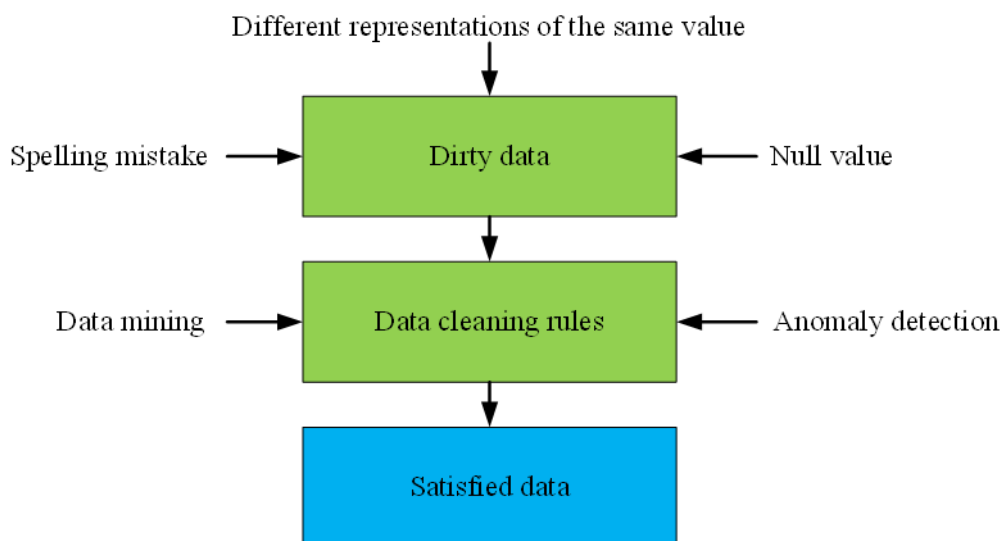 Different representations of the same value
Spelling mistake
Dirty data
Null value
Data mining
Data cleaning rules
Anomaly detection
Satisfied data